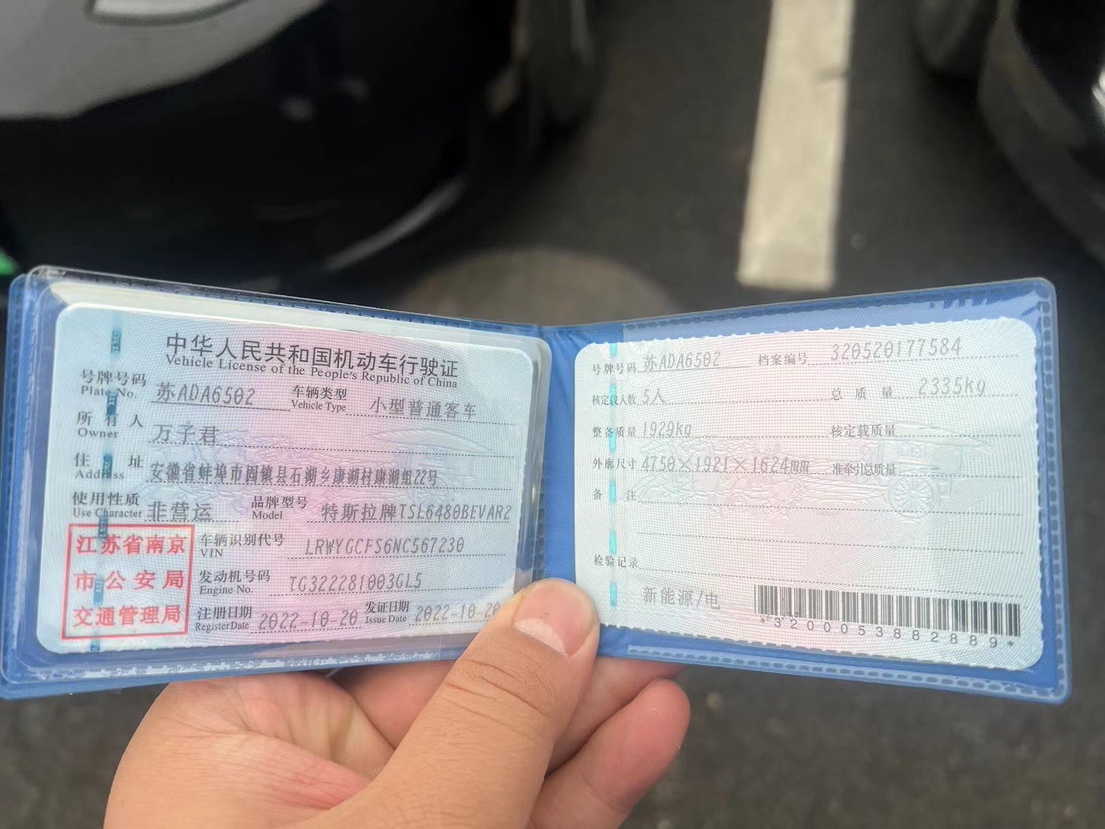 中华人民共和国机动车行驶证
Vehicle License of the People's Republic of China
号牌号码 苏ADA6502 车辆类型 小型普通客车
Plate No. Vehicle Type
所有人 万子君
Owner
住址 安徽省蚌埠市固镇县石湖乡康湖村康湖组22号
Address
使用性质 非营运 品牌型号 特斯拉牌TSL6480BEVAR2
Use Character Model
江苏省南京
市公安局
交通管理局
车辆识别代号 LRWYGCFS6NC567230
VIN
发动机号码 TG322281003GL5
Engine No.
注册日期 2022-10-20 发证日期 2022-10-20
Register Date Issue Date
号牌号码 苏ADA6502 档案编号 320520177584
核定载人数 5人 总质量 2335kg
整备质量 1929kg 核定载质量
外廓尺寸 4750×1921×1624mm 准牵引总质量 --
备注
检验记录
新能源/电
*3200053882889*